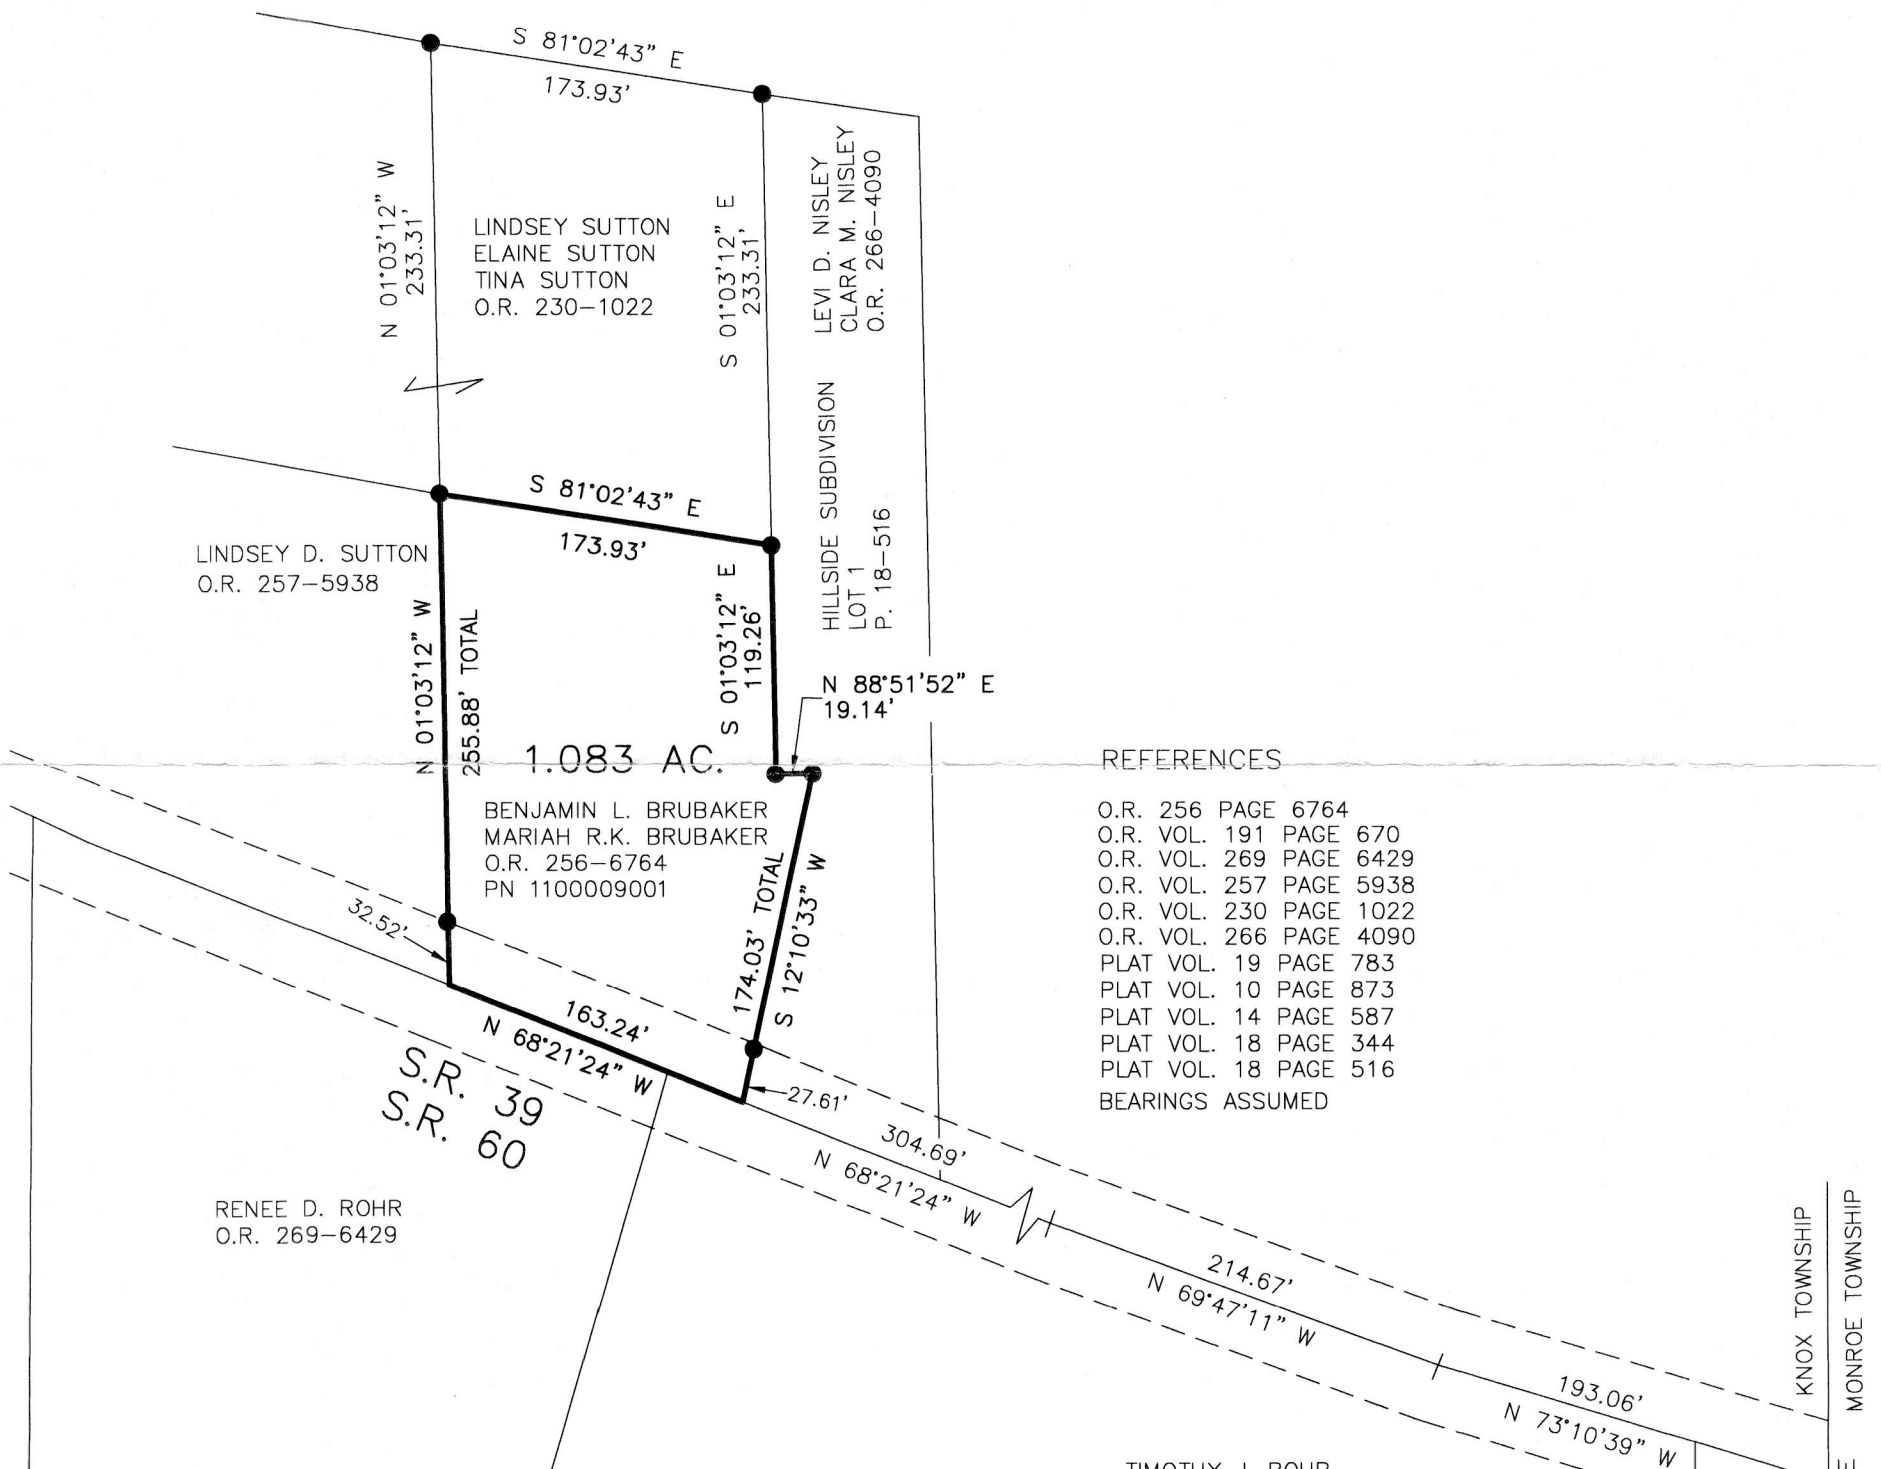 S 81°02'43" E
173.93'
N 01°03'12" W
233.31'
LINDSEY SUTTON
ELAINE SUTTON
TINA SUTTON
O.R. 230-1022
S 01°03'12" E
233.31'
LEVI D. NISLEY
CLARA M. NISLEY
O.R. 266-4090
HILLSIDE SUBDIVISION
LOT 1
P. 18-516
S 81°02'43" E
173.93'
LINDSEY D. SUTTON
O.R. 257-5938
N 01°03'12" W
255.88' TOTAL
S 01°03'12" E
119.26'
N 88°51'52" E
19.14'
1.083 AC.
BENJAMIN L. BRUBAKER
MARIAH R.K. BRUBAKER
O.R. 256-6764
PN 1100009001
174.03' TOTAL
S 12°10'33" W
32.52'
163.24'
N 68°21'24" W
27.61'
S.R. 39
S.R. 60
304.69'
N 68°21'24" W
RENEE D. ROHR
O.R. 269-6429
REFERENCES
O.R. 256 PAGE 6764
O.R. VOL. 191 PAGE 670
O.R. VOL. 269 PAGE 6429
O.R. VOL. 257 PAGE 5938
O.R. VOL. 230 PAGE 1022
O.R. VOL. 266 PAGE 4090
PLAT VOL. 19 PAGE 783
PLAT VOL. 10 PAGE 873
PLAT VOL. 14 PAGE 587
PLAT VOL. 18 PAGE 344
PLAT VOL. 18 PAGE 516
BEARINGS ASSUMED
214.67'
N 69°47'11" W
193.06'
N 73°10'39" W
KNOX TOWNSHIP
MONROE TOWNSHIP